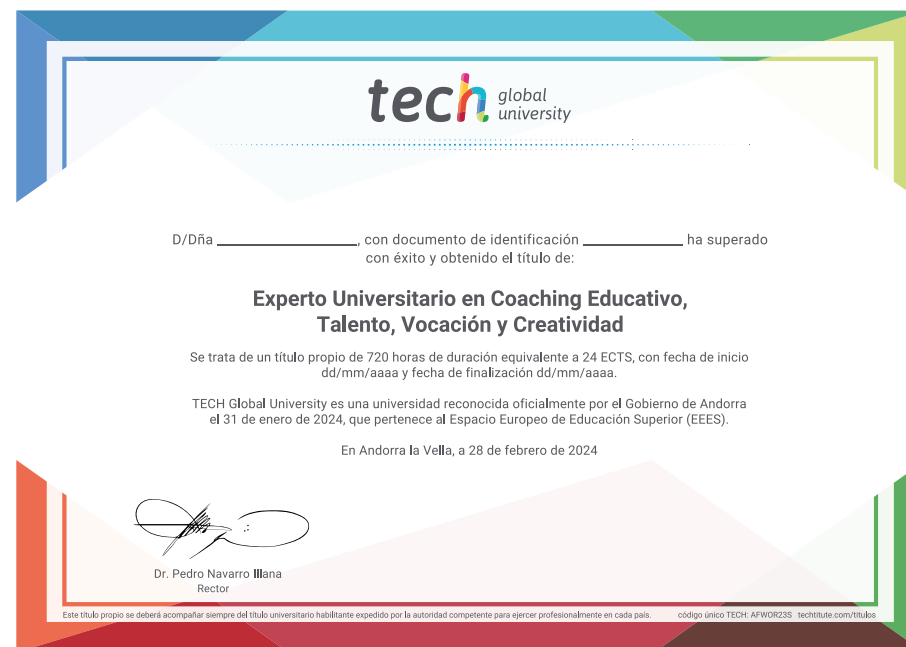 tech global
university
D/Dña ____________________, con documento de identificación ______________ ha superado
con éxito y obtenido el título de:
Experto Universitario en Coaching Educativo,
Talento, Vocación y Creatividad
Se trata de un título propio de 720 horas de duración equivalente a 24 ECTS, con fecha de inicio
dd/mm/aaaa y fecha de finalización dd/mm/aaaa.
TECH Global University es una universidad reconocida oficialmente por el Gobierno de Andorra
el 31 de enero de 2024, que pertenece al Espacio Europeo de Educación Superior (EEES).
En Andorra la Vella, a 28 de febrero de 2024
Dr. Pedro Navarro Illana
Rector
Este título propio se deberá acompañar siempre del título universitario habilitante expedido por la autoridad competente para ejercer profesionalmente en cada país. código único TECH: AFWOR23S techtitute.com/titulos